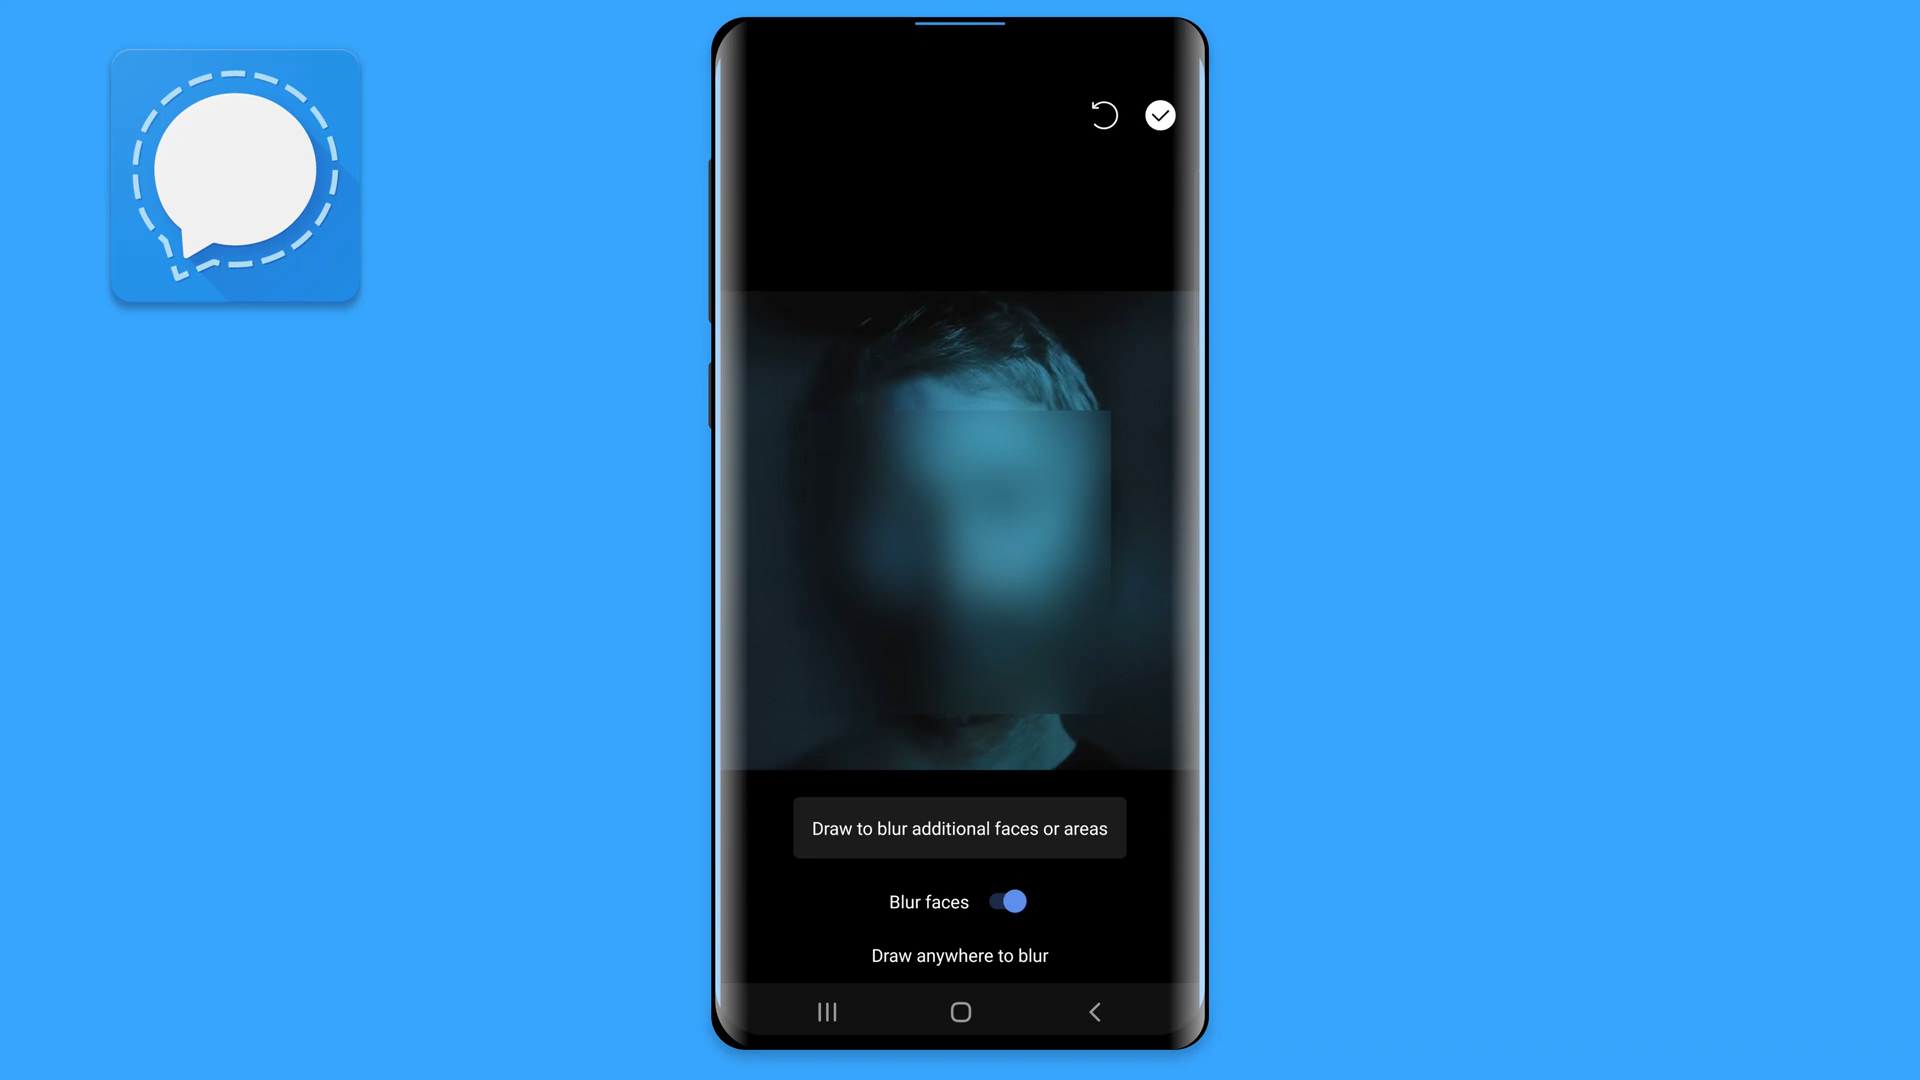 Draw to blur additional faces or areas
Blur faces
Draw anywhere to blur